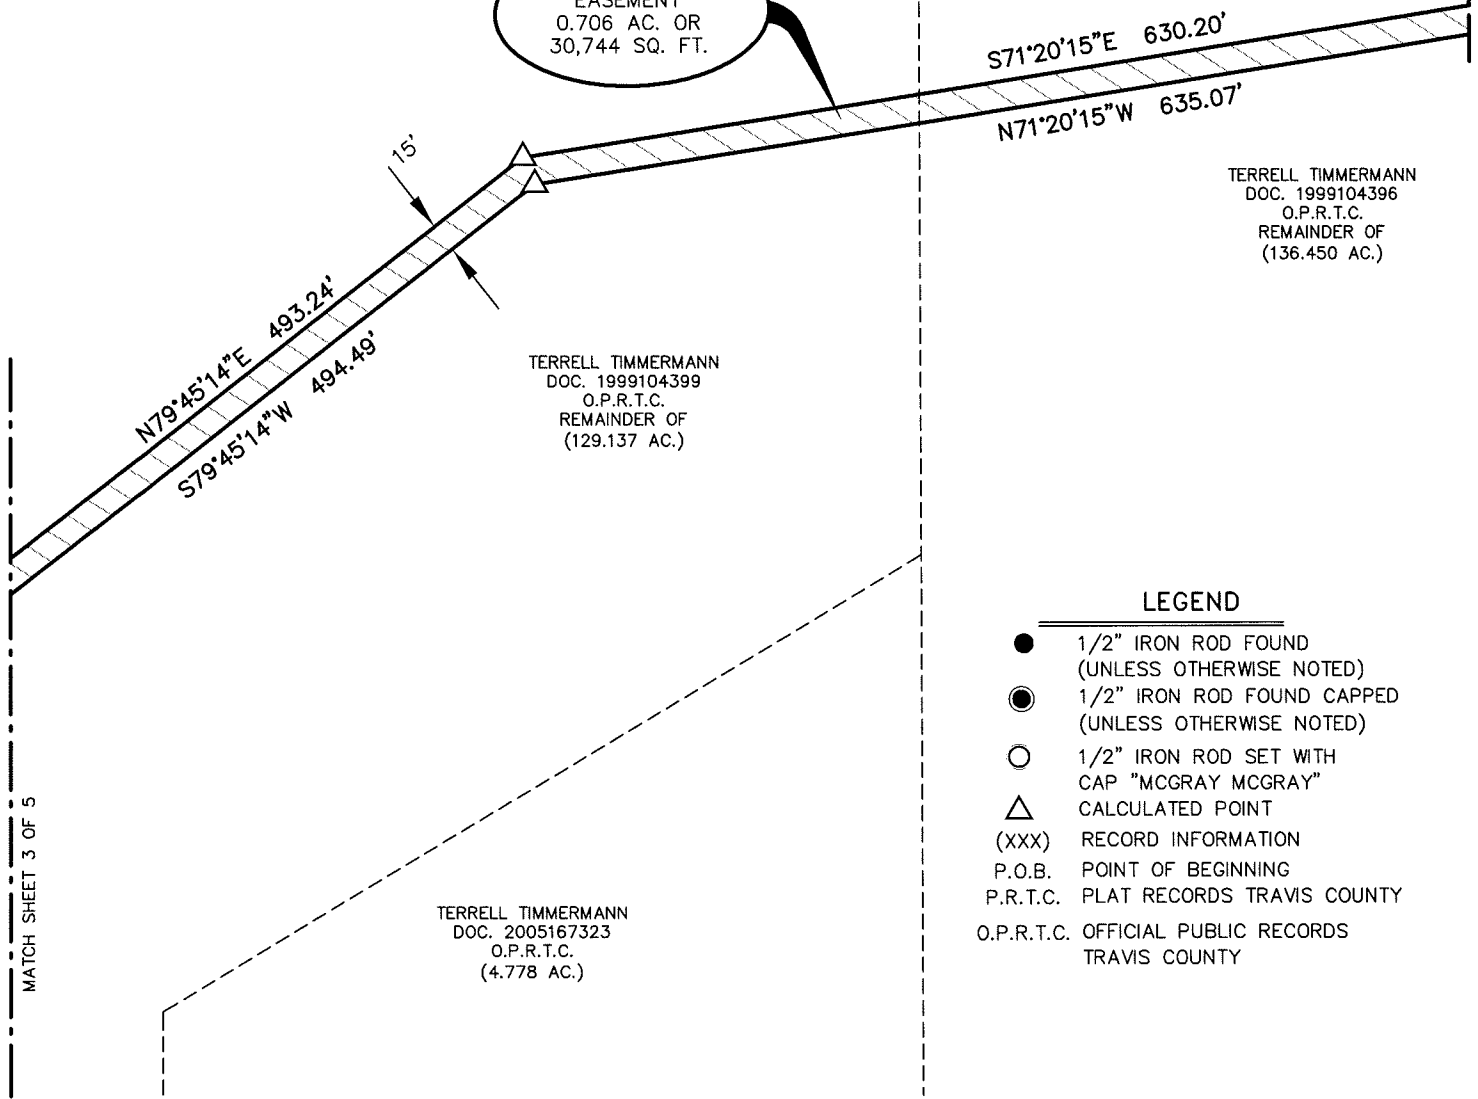 EASEMENT
0.706 AC. OR
30,744 SQ. FT.
S71°20'15"E 630.20'
N71°20'15"W 635.07'
15'
TERRELL TIMMERMANN
DOC. 1999104396
O.P.R.T.C.
REMAINDER OF
(136.450 AC.)
N79°45'14"E 493.24'
S79°45'14"W 494.49'
TERRELL TIMMERMANN
DOC. 1999104399
O.P.R.T.C.
REMAINDER OF
(129.137 AC.)
LEGEND
1/2" IRON ROD FOUND
(UNLESS OTHERWISE NOTED)
1/2" IRON ROD FOUND CAPPED
(UNLESS OTHERWISE NOTED)
1/2" IRON ROD SET WITH
CAP "MCGRAY MCGRAY"
CALCULATED POINT
(XXX) RECORD INFORMATION
P.O.B. POINT OF BEGINNING
P.R.T.C. PLAT RECORDS TRAVIS COUNTY
O.P.R.T.C. OFFICIAL PUBLIC RECORDS
TRAVIS COUNTY
MATCH SHEET 3 OF 5
TERRELL TIMMERMANN
DOC. 2005167323
O.P.R.T.C.
(4.778 AC.)